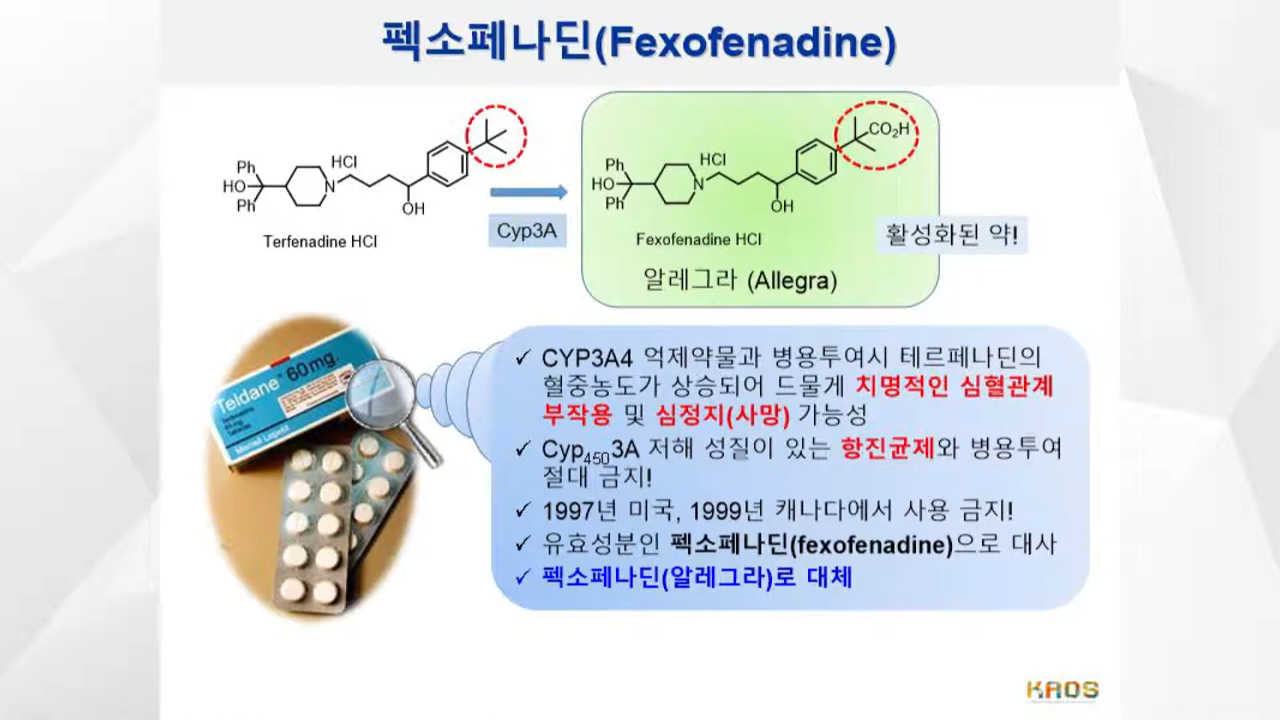 펙소페나딘(Fexofenadine)
Ph
HO
Ph
HCl
N
OH
Terfenadine HCl
Cyp3A
Ph
HO
Ph
HCl
N
OH
CO₂H
Fexofenadine HCl
알레그라 (Allegra)
활성화된 약!
Teldane 60mg.
✓ CYP3A4 억제약물과 병용투여시 테르페나딘의
혈중농도가 상승되어 드물게 치명적인 심혈관계
부작용 및 심정지(사망) 가능성
✓ Cyp₄₅₀3A 저해 성질이 있는 항진균제와 병용투여
절대 금지!
✓ 1997년 미국, 1999년 캐나다에서 사용 금지!
✓ 유효성분인 펙소페나딘(fexofenadine)으로 대사
✓ 펙소페나딘(알레그라)로 대체
KAOS